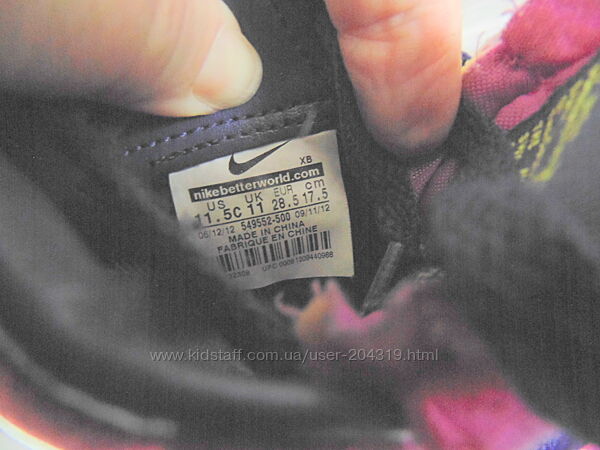 XB
nikebetterworld.com
US UK EUR cm
11.5C 11 28.5 17.5
06/12/12 549552-500 09/11/12
MADE IN CHINA
FABRIQUE EN CHINE
www.kidstaff.com.ua/user-204319.html